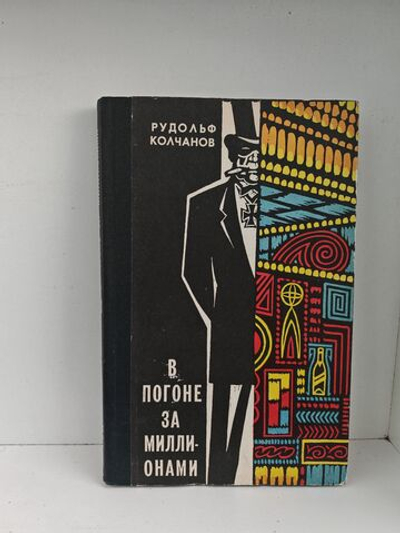 РУДОЛЬФ
КОЛЧАНОВ
В
ПОГОНЕ
ЗА
МИЛЛИ-
ОНАМИ